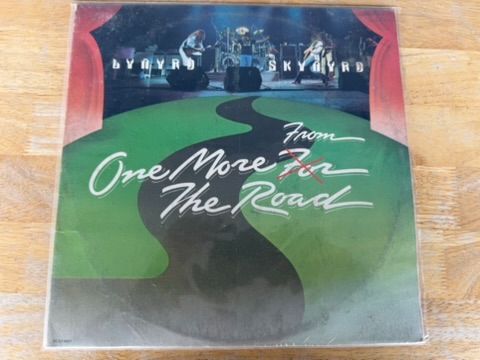 LYNYRD SKYNYRD
From
One More For
The Road